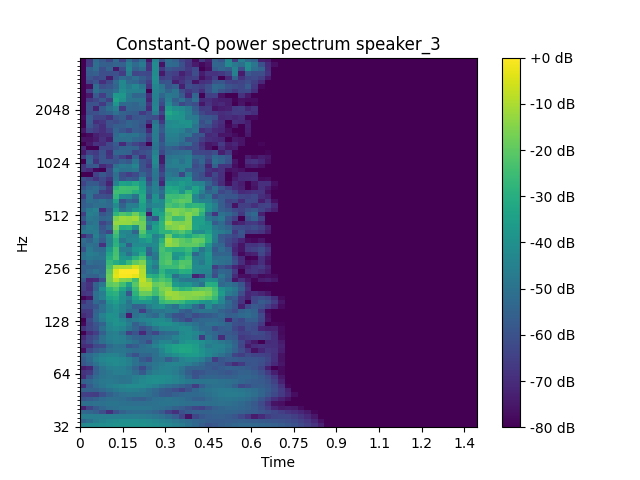 Constant-Q power spectrum speaker_3
Hz
2048
1024
512
256
128
64
32
0 0.15 0.3 0.45 0.6 0.75 0.9 1.1 1.2 1.4
Time
+0 dB
-10 dB
-20 dB
-30 dB
-40 dB
-50 dB
-60 dB
-70 dB
-80 dB